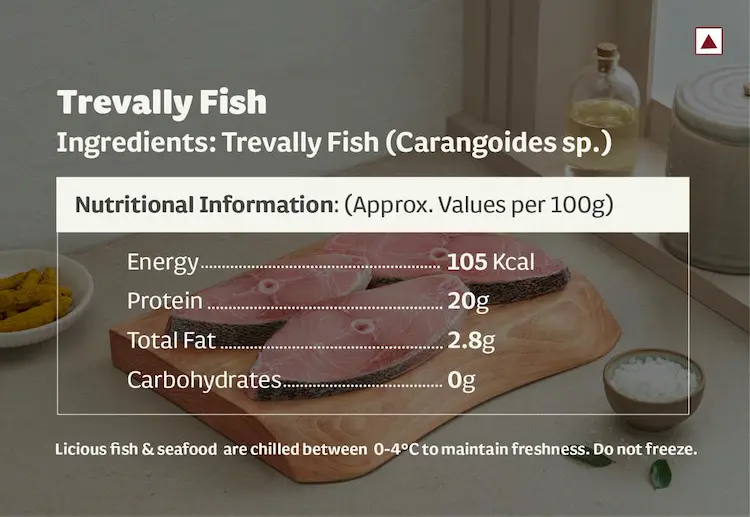 Trevally Fish
Ingredients: Trevally Fish (Carangoides sp.)
Nutritional Information: (Approx. Values per 100g)
Energy.......................................................... 105 Kcal
Protein .......................................................... 20g
Total Fat ........................................................ 2.8g
Carbohydrates....................................... 0g
Licious fish & seafood are chilled between 0-4°C to maintain freshness. Do not freeze.